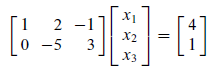 [1 2 -1] [x1] = [4]
[0 -5 3] [x2] [1]
[x3]